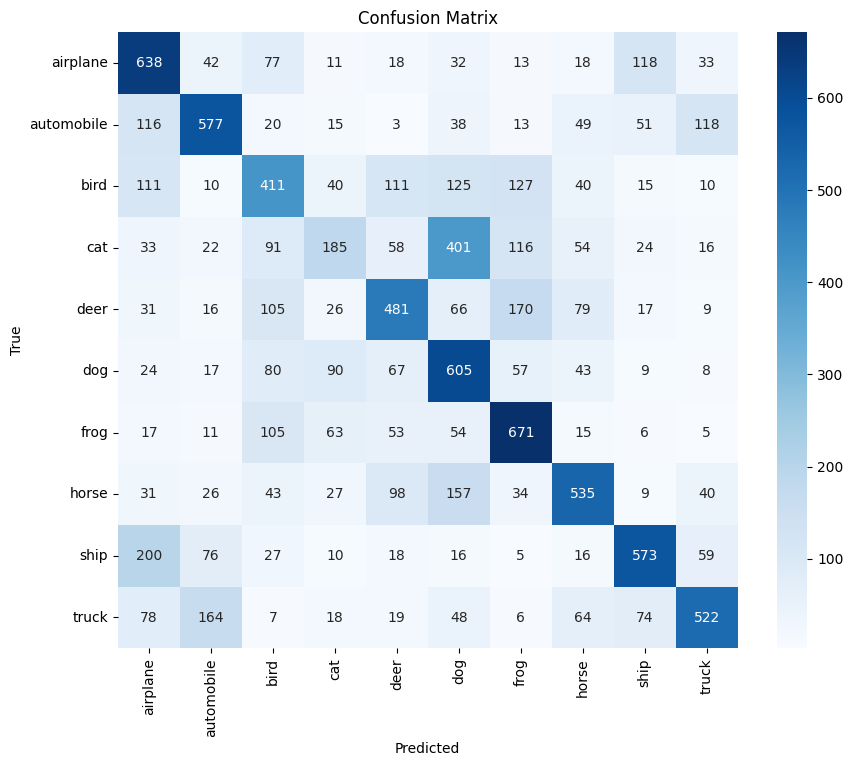 Confusion Matrix
airplane 638 42 77 11 18 32 13 18 118 33
automobile 116 577 20 15 3 38 13 49 51 118
bird 111 10 411 40 111 125 127 40 15 10
cat 33 22 91 185 58 401 116 54 24 16
deer 31 16 105 26 481 66 170 79 17 9
dog 24 17 80 90 67 605 57 43 9 8
frog 17 11 105 63 53 54 671 15 6 5
horse 31 26 43 27 98 157 34 535 9 40
ship 200 76 27 10 18 16 5 16 573 59
truck 78 164 7 18 19 48 6 64 74 522
airplane automobile bird cat deer dog frog horse ship truck
Predicted
True
600
500
400
300
200
100